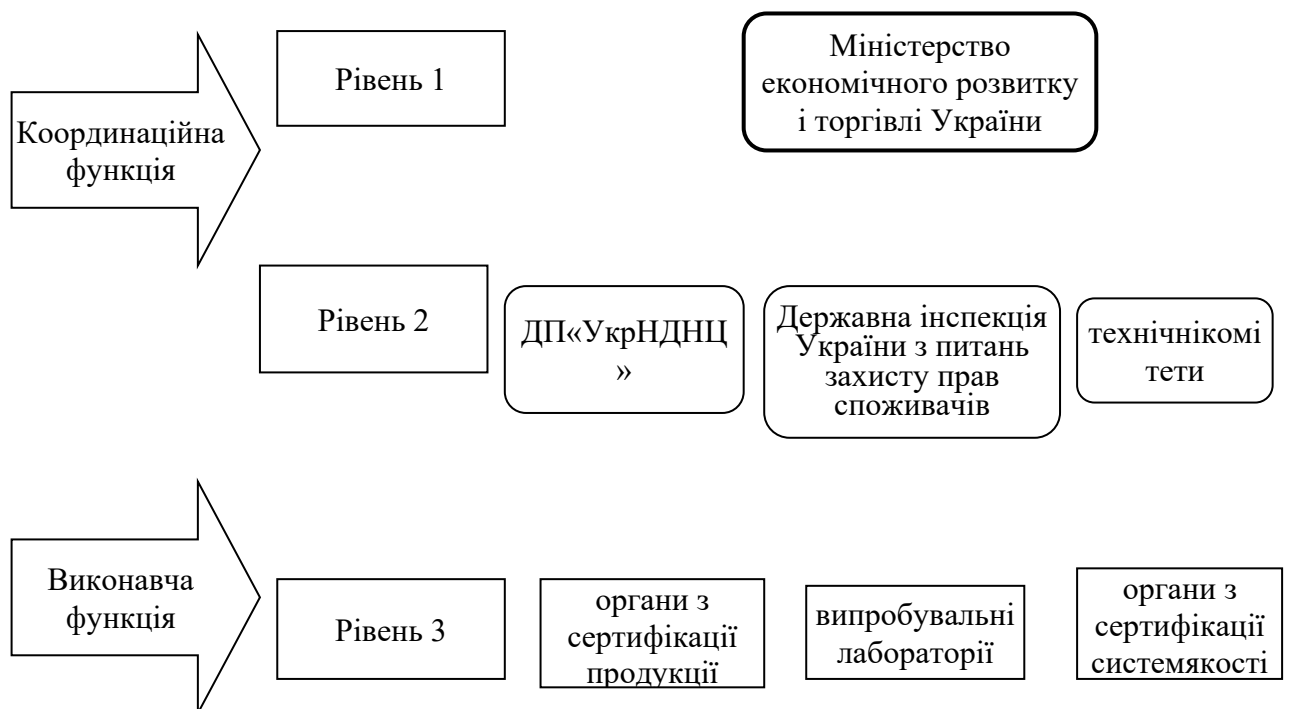 Координаційна
функція
Рівень 1
Міністерство
економічного розвитку
і торгівлі України
Рівень 2
ДП«УкрНДНЦ
»
Державна інспекція
України з питань
захисту прав
споживачів
технічнікомі
тети
Виконавча
функція
Рівень 3
органи з
сертифікації
продукції
випробувальні
лабораторії
органи з
сертифікації
системякості